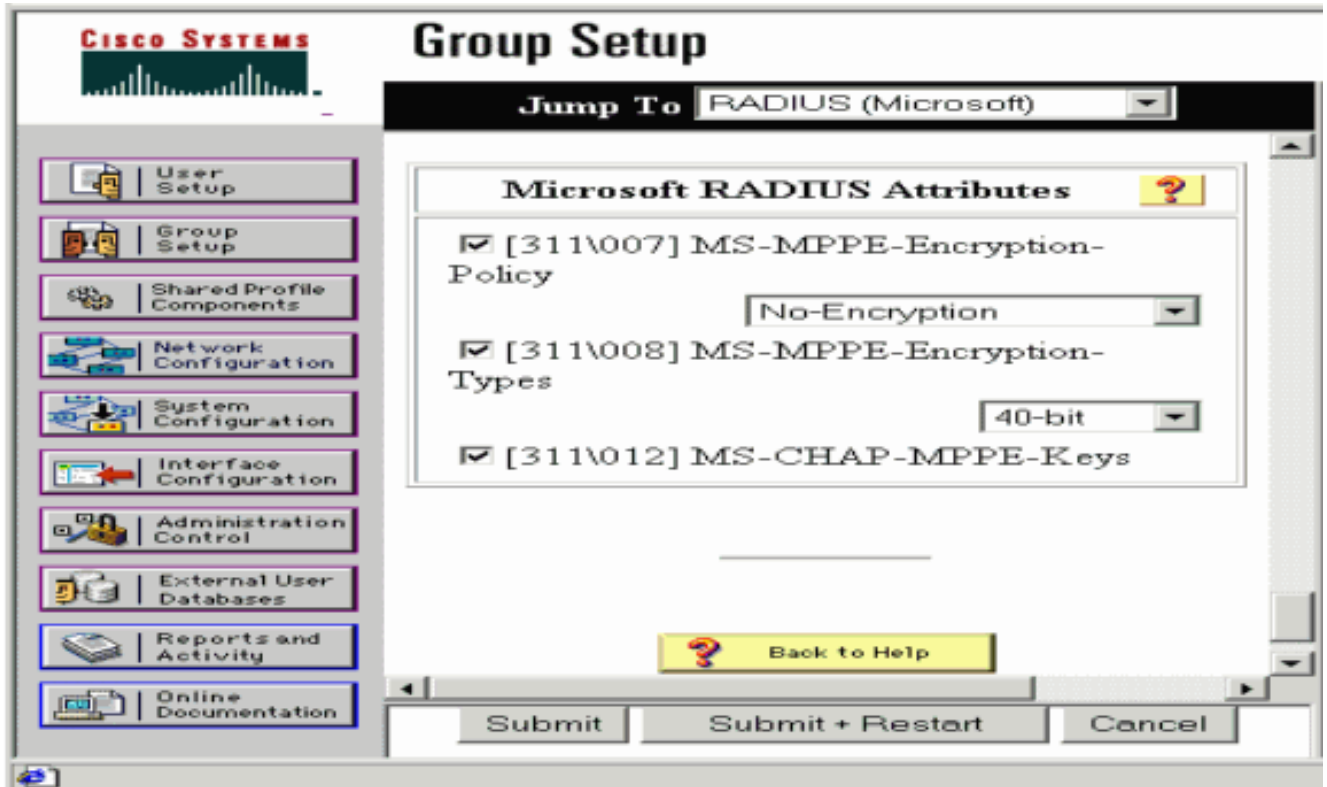 CISCO SYSTEMS
Group Setup
Jump To RADIUS (Microsoft)
User
Setup
Group
Setup
Shared Profile
Components
Network
Configuration
System
Configuration
Interface
Configuration
Administration
Control
External User
Databases
Reports and
Activity
Online
Documentation
Microsoft RADIUS Attributes ?
[311\007] MS-MPPE-Encryption-
Policy
No-Encryption
[311\008] MS-MPPE-Encryption-
Types
40-bit
[311\012] MS-CHAP-MPPE-Keys
? Back to Help
Submit
Submit + Restart
Cancel